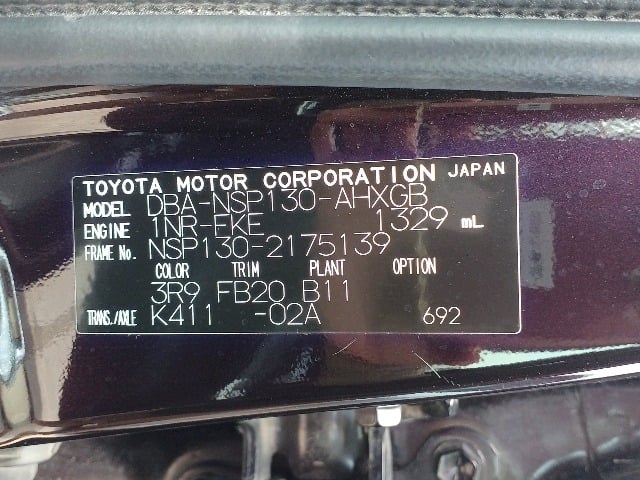 TOYOTA MOTOR CORPORATION JAPAN
MODEL DBA-NSP130-AHXGB
ENGINE 1NR-FKE 1329 mL
FRAME No. NSP130-2175139
COLOR TRIM PLANT OPTION
3R9 FB20 B11
TRANS./AXLE K411 -02A 692